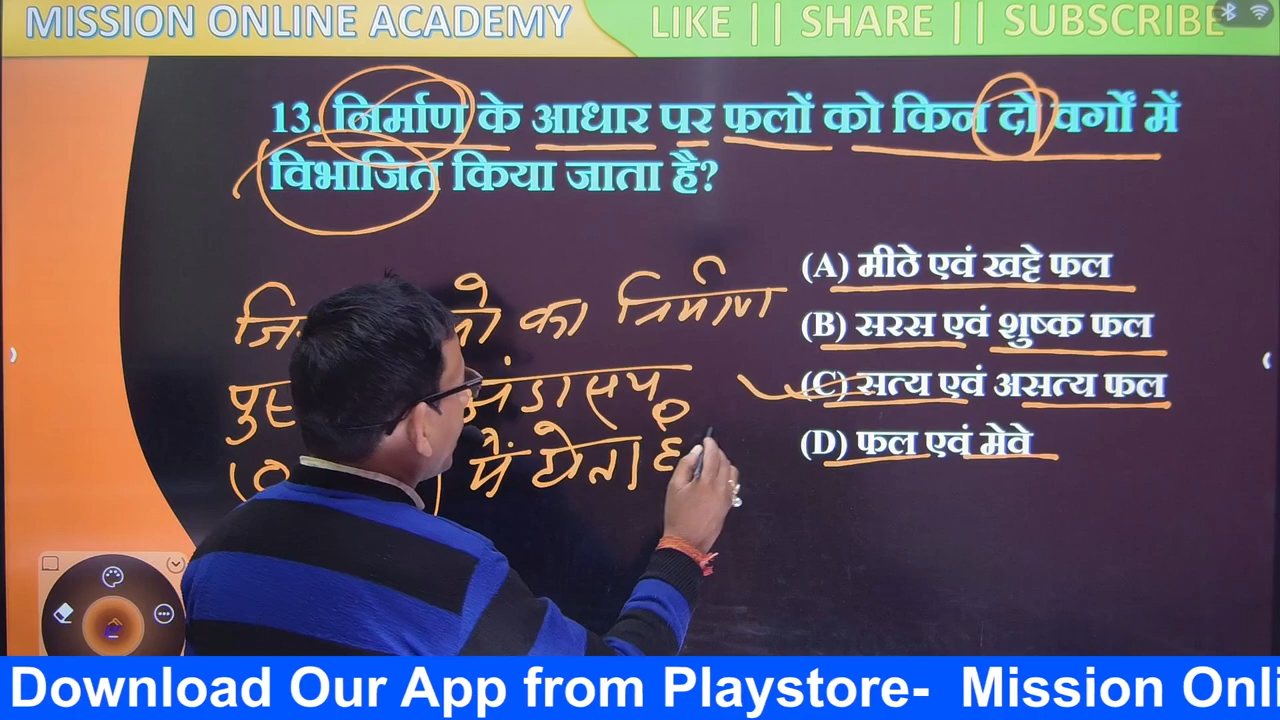 MISSION ONLINE ACADEMY
LIKE || SHARE || SUBSCRIBE
13. निर्माण के आधार पर फलों को किन दो वर्गों में
विभाजित किया जाता है?
(A) मीठे एवं खट्टे फल
(B) सरस एवं शुष्क फल
(C) सत्य एवं असत्य फल
(D) फल एवं मेवे
का निर्माण
में होता है
Download Our App from Playstore- Mission Onli